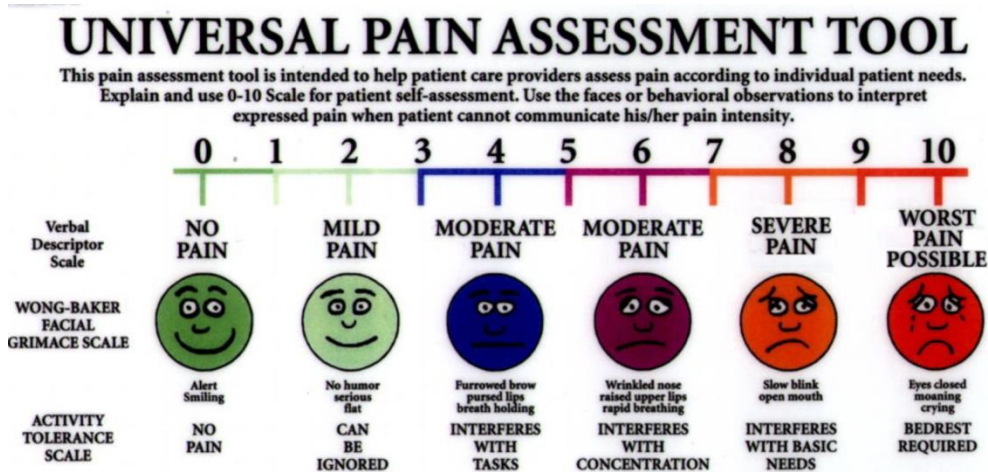 UNIVERSAL PAIN ASSESSMENT TOOL
This pain assessment tool is intended to help patient care providers assess pain according to individual patient needs.
Explain and use 0-10 Scale for patient self-assessment. Use the faces or behavioral observations to interpret
expressed pain when patient cannot communicate his/her pain intensity.
0 1 2 3 4 5 6 7 8 9 10
Verbal
Descriptor
Scale
NO
PAIN
MILD
PAIN
MODERATE
PAIN
MODERATE
PAIN
SEVERE
PAIN
WORST
PAIN
POSSIBLE
WONG-BAKER
FACIAL
GRIMACE SCALE
Alert
Smiling
No humor
serious
flat
Furrowed brow
pursed lips
breath holding
Wrinkled nose
raised upper lips
rapid breathing
Slow blink
open mouth
Eyes closed
moaning
crying
ACTIVITY
TOLERANCE
SCALE
NO
PAIN
CAN
BE
IGNORED
INTERFERES
WITH
TASKS
INTERFERES
WITH
CONCENTRATION
INTERFERES
WITH BASIC
NEEDS
BEDREST
REQUIRED